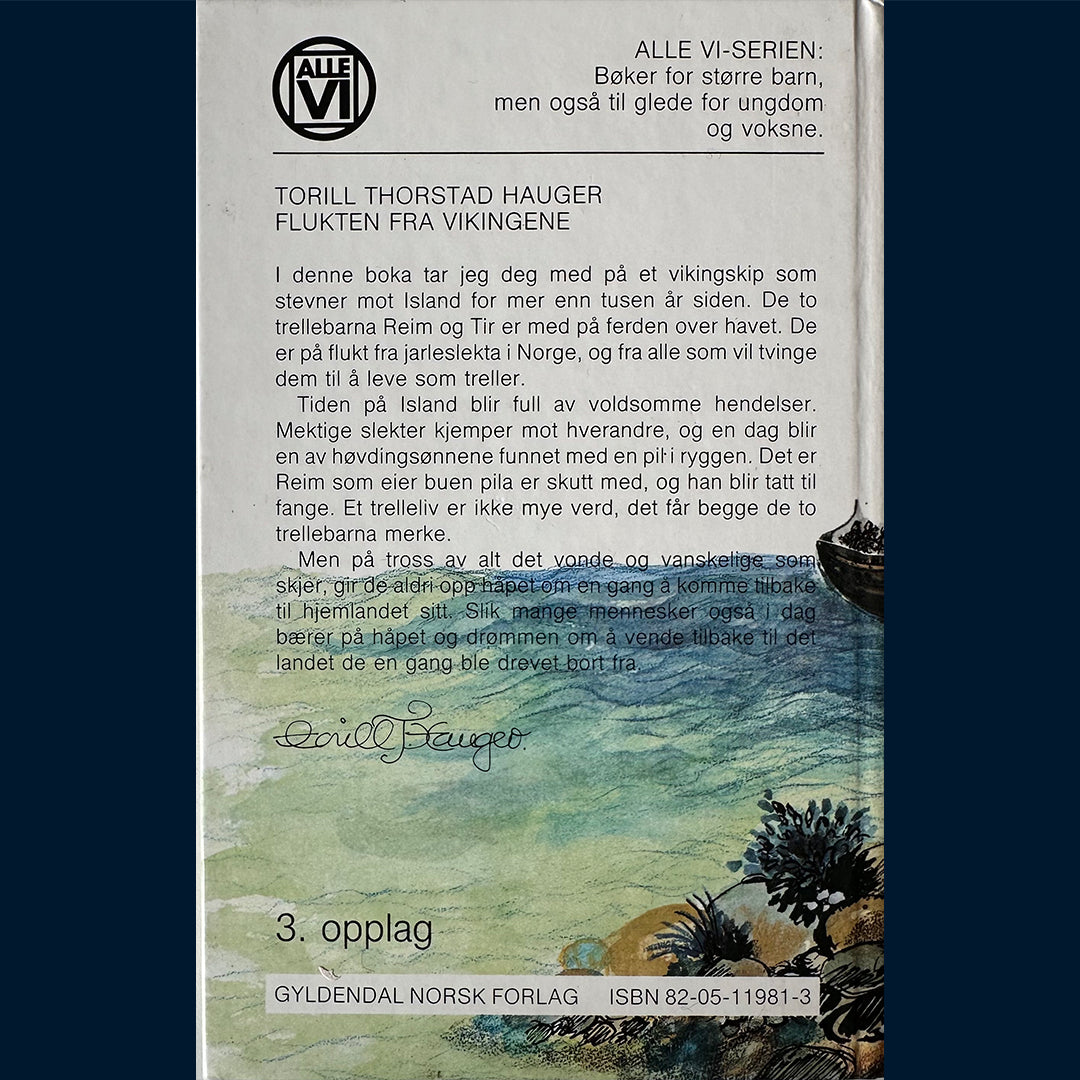 ALLE
VI
ALLE VI-SERIEN:
Bøker for større barn,
men også til glede for ungdom
og voksne.
TORILL THORSTAD HAUGER
FLUKTEN FRA VIKINGENE
I denne boka tar jeg deg med på et vikingskip som
stevner mot Island for mer enn tusen år siden. De to
trellebarna Reim og Tir er med på ferden over havet. De
er på flukt fra jarleslekta i Norge, og fra alle som vil tvinge
dem til å leve som treller.
Tiden på Island blir full av voldsomme hendelser.
Mektige slekter kjemper mot hverandre, og en dag blir
en av høvdingsønnene funnet med en pil i ryggen. Det er
Reim som eier buen pila er skutt med, og han blir tatt til
fange. Et trelleliv er ikke mye verd, det får begge de to
trellebarna merke.
Men på tross av alt det vonde og vanskelige som
skjer, gir de aldri opp håpet om en gang å komme tilbake
til hjemlandet sitt. Slik mange mennesker også i dag
bærer på håpet og drømmen om å vende tilbake til det
landet de en gang ble drevet bort fra.
Torill T Hauger.
3. opplag
GYLDENDAL NORSK FORLAG ISBN 82-05-11981-3